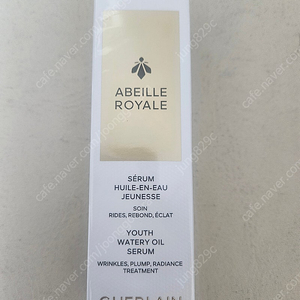 ABEILLE
ROYALE
SÉRUM
HUILE-EN-EAU
JEUNESSE
SOIN
RIDES, REBOND, ÉCLAT
YOUTH
WATERY OIL
SERUM
WRINKLES, PLUMP, RADIANCE
TREATMENT
GUERLAIN